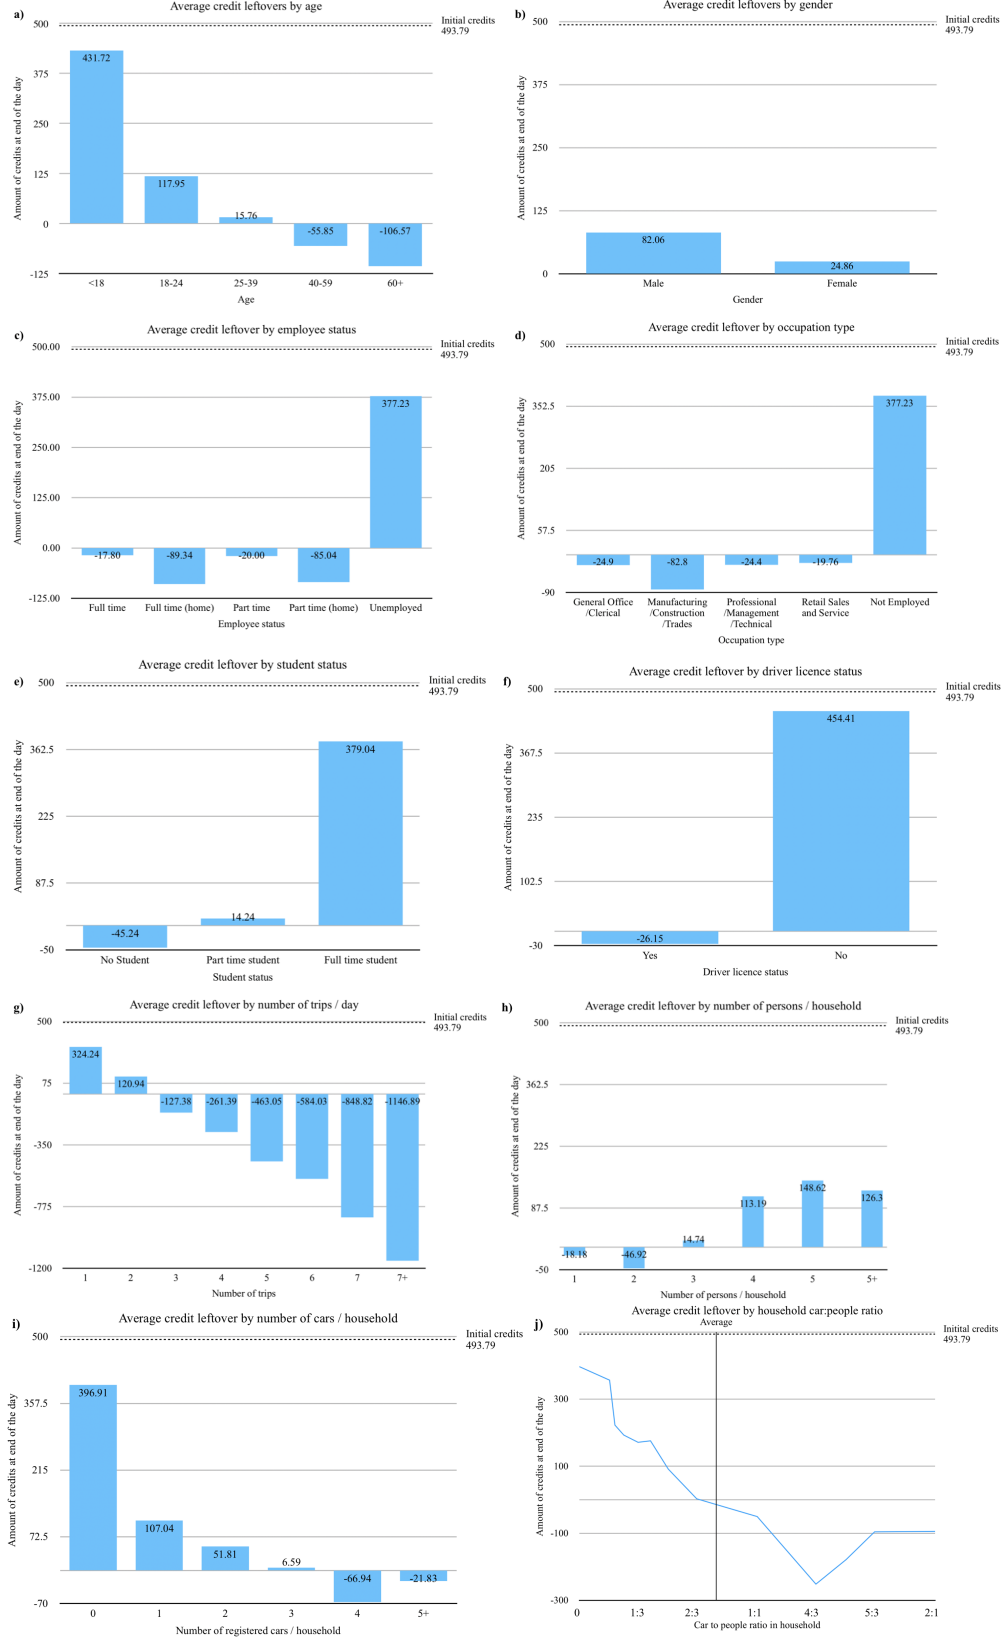 a)
Average credit leftovers by age
Initial credits
493.79
Amount of credits at end of the day
500
375
250
125
0
-125
431.72
117.95
15.76
-55.85
-106.57
<18
18-24
25-39
40-59
60+
Age
b)
Average credit leftovers by gender
Initial credits
493.79
Amount of credits at end of the day
500
375
250
125
0
82.06
24.86
Male
Female
Gender
c)
Average credit leftover by employee status
Initial credits
493.79
Amount of credits at end of the day
500.00
375.00
250.00
125.00
0.00
-125.00
-17.80
-89.34
-20.00
-85.04
377.23
Full time
Full time (home)
Part time
Part time (home)
Unemployed
Employee status
d)
Average credit leftover by occupation type
Initial credits
493.79
Amount of credits at end of the day
500
352.5
205
57.5
-90
-24.9
-82.8
-24.4
-19.76
377.23
General Office
/Clerical
Manufacturing
/Construction
/Trades
Professional
/Management
/Technical
Retail Sales
and Service
Not Employed
Occupation type
e)
Average credit leftover by student status
Initial credits
493.79
Amount of credits at end of the day
500
362.5
225
87.5
-50
-45.24
14.24
379.04
No Student
Part time student
Full time student
Student status
f)
Average credit leftover by driver licence status
Initial credits
493.79
Amount of credits at end of the day
500
367.5
235
102.5
-30
-26.15
454.41
Yes
No
Driver licence status
g)
Average credit leftover by number of trips / day
Initial credits
493.79
Amount of credits at end of the day
500
75
-350
-775
-1200
324.24
120.94
-127.38
-261.39
-463.05
-584.03
-848.82
-1146.89
1
2
3
4
5
6
7
7+
Number of trips
h)
Average credit leftover by number of persons / household
Initial credits
493.79
Amount of credits at end of the day
500
362.5
225
87.5
-50
-18.18
-46.92
14.74
113.19
148.62
126.3
1
2
3
4
5
5+
Number of persons / household
i)
Average credit leftover by number of cars / household
Initial credits
493.79
Amount of credits at end of the day
500
357.5
215
72.5
-70
396.91
107.04
51.81
6.59
-66.94
-21.83
0
1
2
3
4
5+
Number of registered cars / household
j)
Average credit leftover by household car:people ratio
Average
Initital credits
493.79
Amount of credits at end of the day
500
300
100
-100
-300
0
1:3
2:3
1:1
4:3
5:3
2:1
Car to people ratio in household